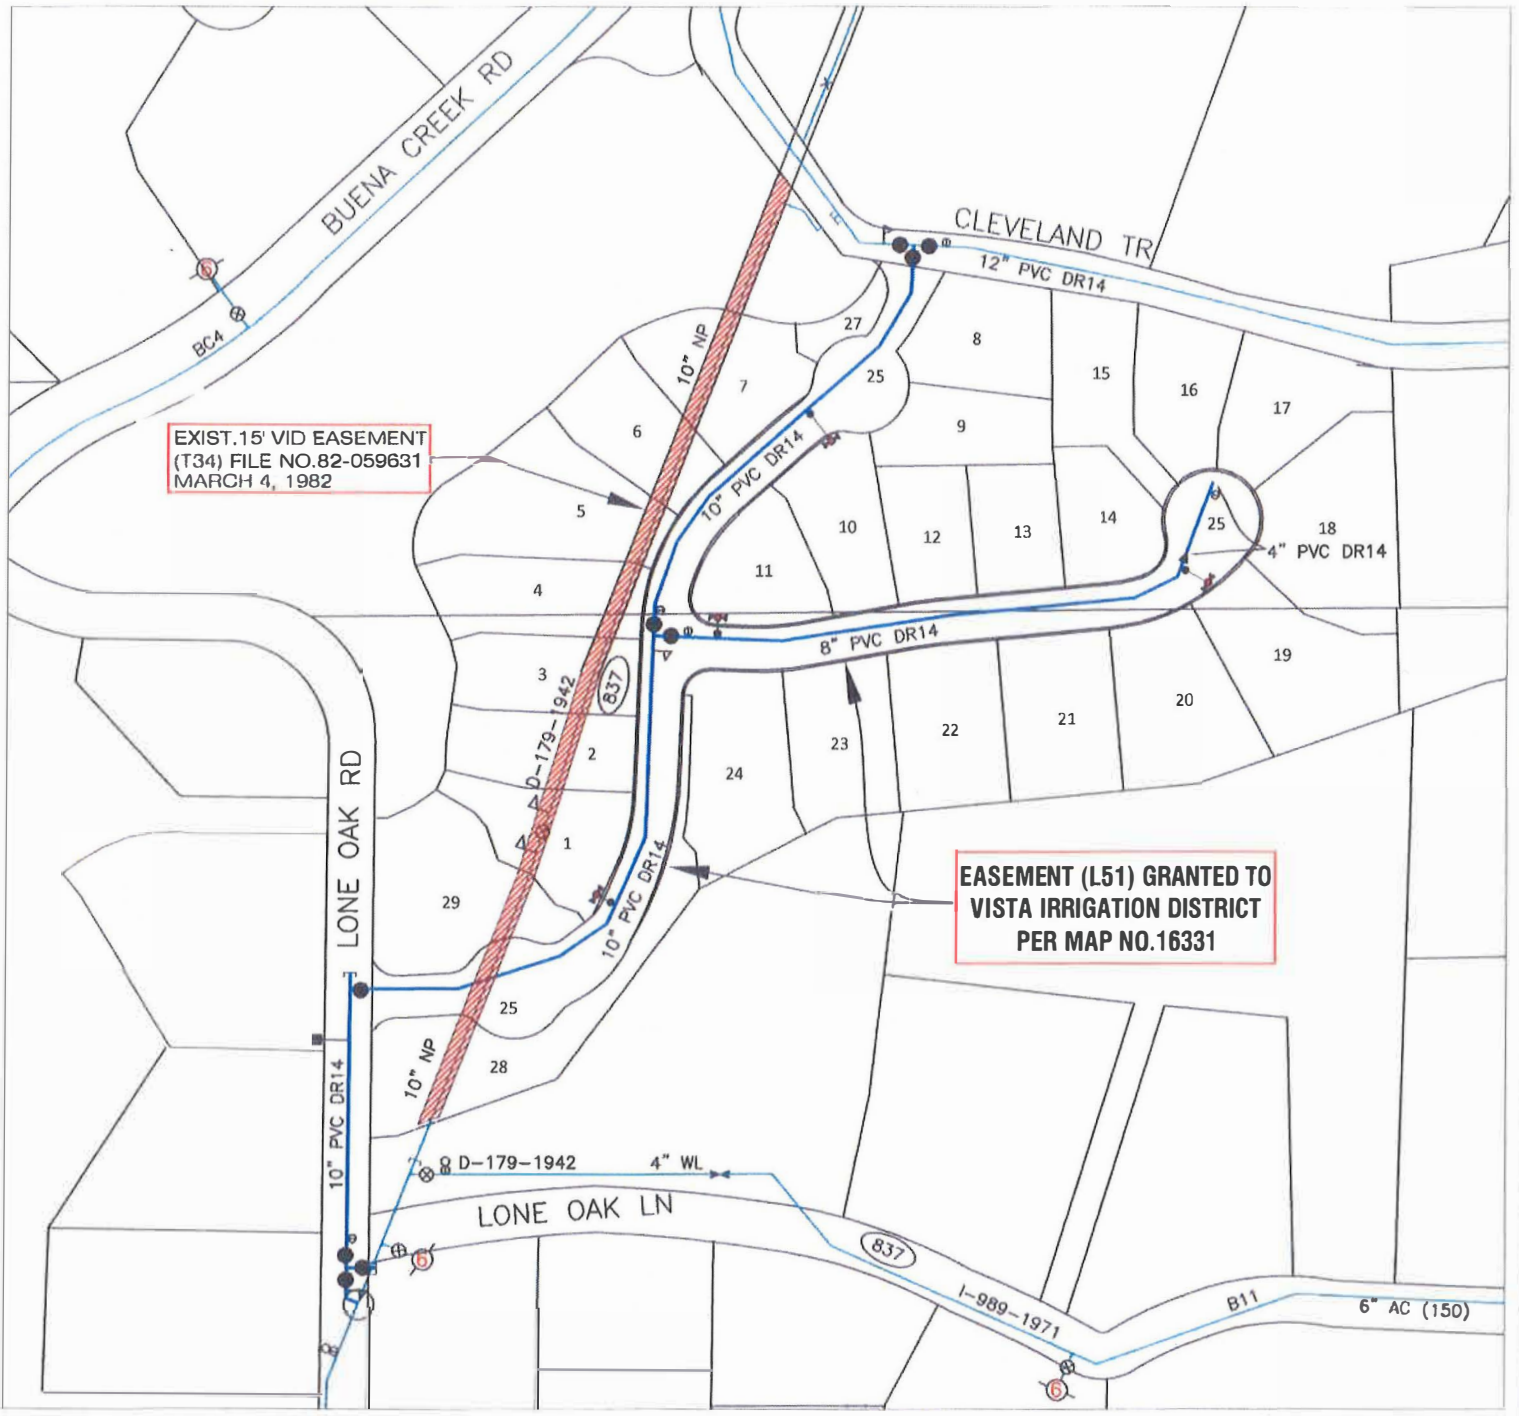 BUENA CREEK RD
CLEVELAND TR
12" PVC DR14
6
BC4
10" NP
27
8
7
25
15
16
17
6
9
EXIST.15' VID EASEMENT
(T34) FILE NO.82-059631
MARCH 4, 1982
10" PVC DR14
5
10
12
13
14
25
18
4" PVC DR14
11
4
8" PVC DR14
3
837
D-179-1942
19
20
2
23
22
21
24
LONE OAK RD
1
10" PVC DR14
EASEMENT (L51) GRANTED TO
VISTA IRRIGATION DISTRICT
PER MAP NO.16331
29
25
28
10" NP
10" PVC DR14
8
D-179-1942
4" WL
LONE OAK LN
837
6
I-989-1971
B11
6" AC (150)
6